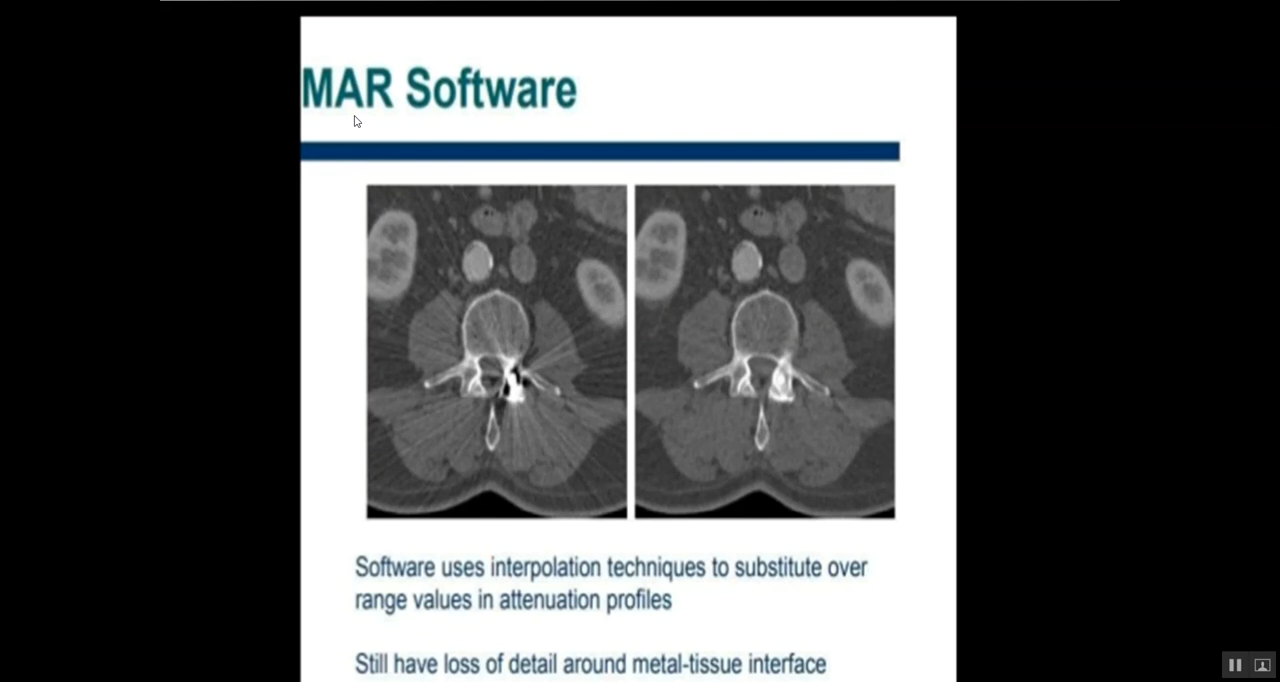 MAR Software
Software uses interpolation techniques to substitute over
range values in attenuation profiles
Still have loss of detail around metal-tissue interface